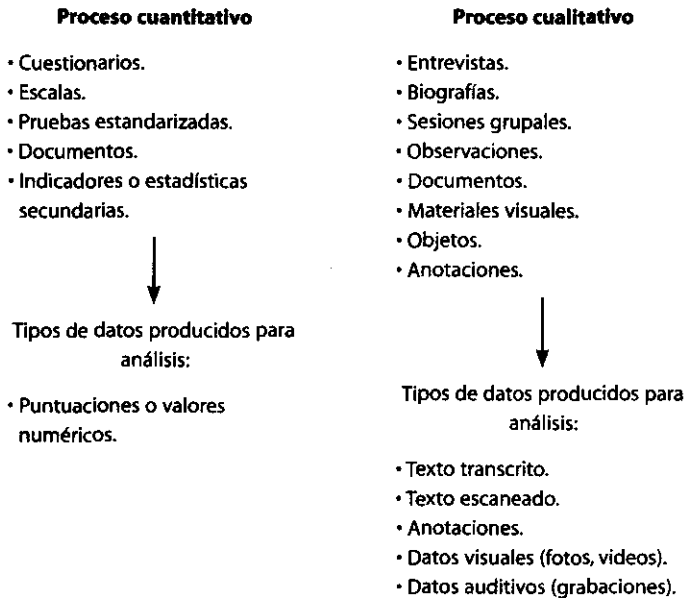 Proceso cuantitativo
• Cuestionarios.
• Escalas.
• Pruebas estandarizadas.
• Documentos.
• Indicadores o estadísticas
secundarias.
Tipos de datos producidos para
análisis:
• Puntuaciones o valores
numéricos.
Proceso cualitativo
• Entrevistas.
• Biografías.
• Sesiones grupales.
• Observaciones.
• Documentos.
• Materiales visuales.
• Objetos.
• Anotaciones.
Tipos de datos producidos para
análisis:
• Texto transcrito.
• Texto escaneado.
• Anotaciones.
• Datos visuales (fotos, videos).
• Datos auditivos (grabaciones).